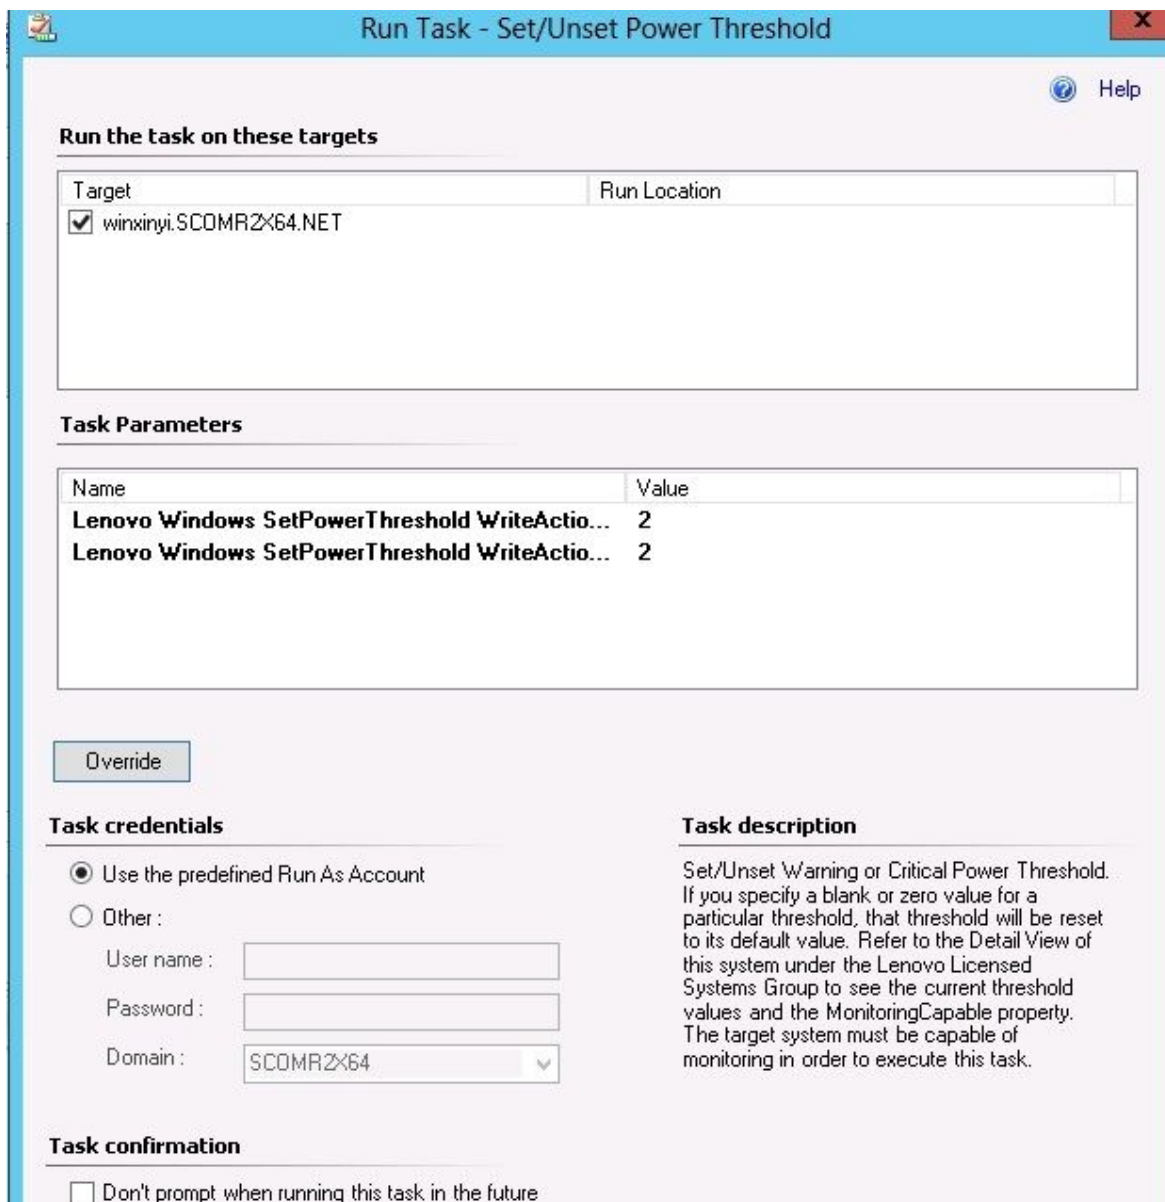 Run Task - Set/Unset Power Threshold
x
Help
Run the task on these targets
Target Run Location
winxinyi.SCOMR2X64.NET
Task Parameters
Name Value
Lenovo Windows SetPowerThreshold WriteActio... 2
Lenovo Windows SetPowerThreshold WriteActio... 2
Override
Task credentials
Use the predefined Run As Account
Other :
User name :
Password :
Domain : SCOMR2X64
Task description
Set/Unset Warning or Critical Power Threshold.
If you specify a blank or zero value for a
particular threshold, that threshold will be reset
to its default value. Refer to the Detail View of
this system under the Lenovo Licensed
Systems Group to see the current threshold
values and the MonitoringCapable property.
The target system must be capable of
monitoring in order to execute this task.
Task confirmation
Don't prompt when running this task in the future